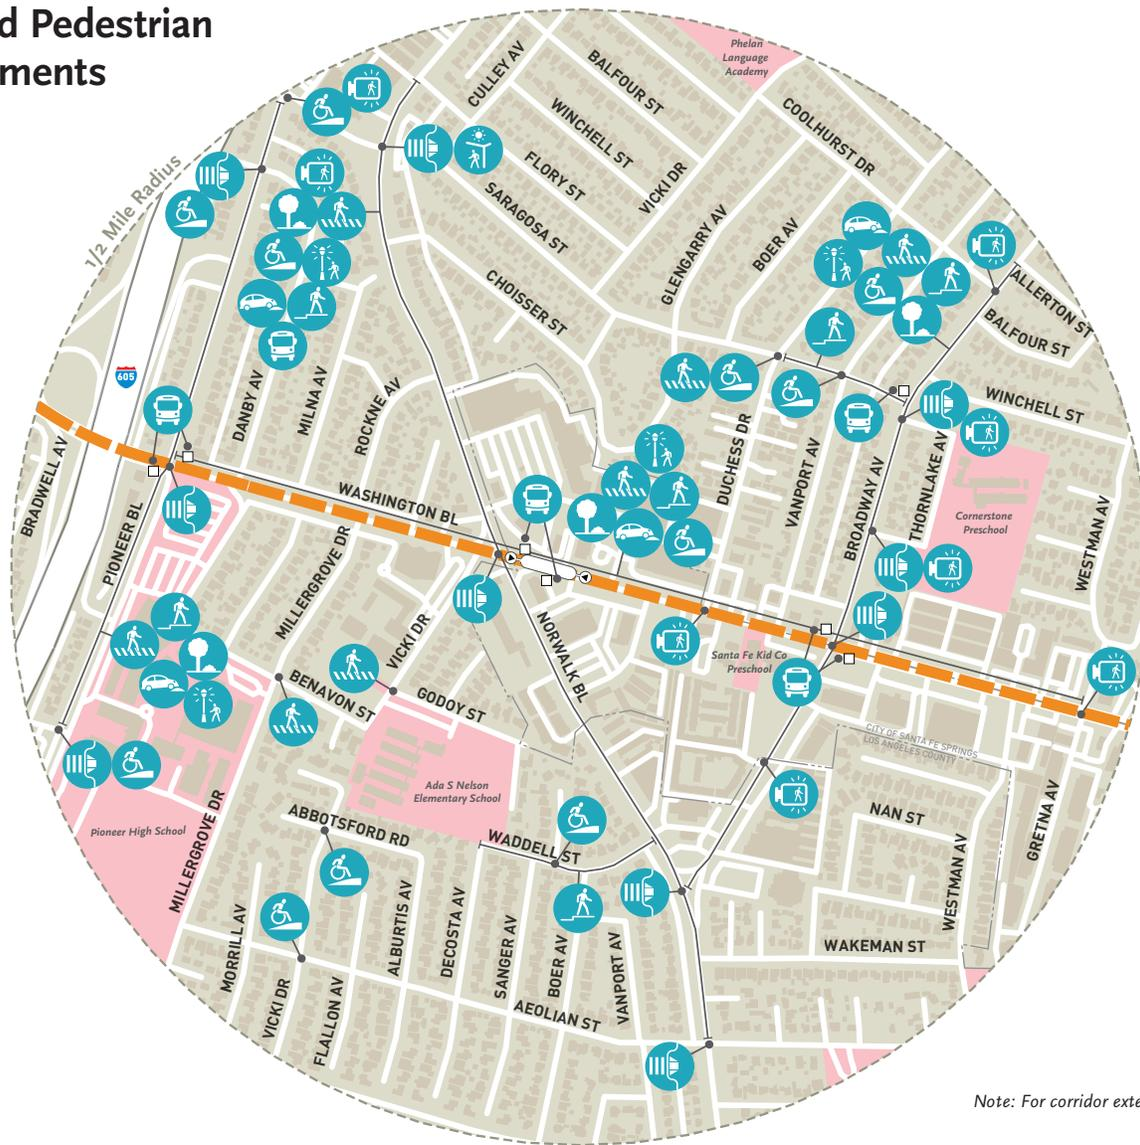 d Pedestrian
ments
1/2 Mile Radius
Phelan
Language
Academy
CULLEY AV
BALFOUR ST
WINCHELL ST
FLORY ST
SARAGOSA ST
VICKI DR
COOLHURST DR
GLENGARRY AV
BOER AV
CHOISSER ST
ALLERTON ST
BALFOUR ST
WINCHELL ST
605
DANBY AV
MILNA AV
ROCKNE AV
DUCHESS DR
VANPORT AV
BROADWAY AV
THORNLAKE AV
Cornerstone
Preschool
WESTMAN AV
BRADWELL AV
PIONEER BL
WASHINGTON BL
MILLERGROVE DR
VICKI DR
NORWALK BL
Santa Fe Kid Co
Preschool
BENAVON ST
GODOY ST
CITY OF SANTA FE SPRINGS
LOS ANGELES COUNTY
Ada S Nelson
Elementary School
Pioneer High School
MILLERGROVE DR
ABBOTSFORD RD
WADDELL ST
NAN ST
GRETNA AV
WESTMAN AV
WAKEMAN ST
MORRILL AV
VICKI DR
FLALLON AV
ALBURTIS AV
DECOSTA AV
SANGER AV
BOER AV
VANPORT AV
AEOLIAN ST
Note: For corridor exte